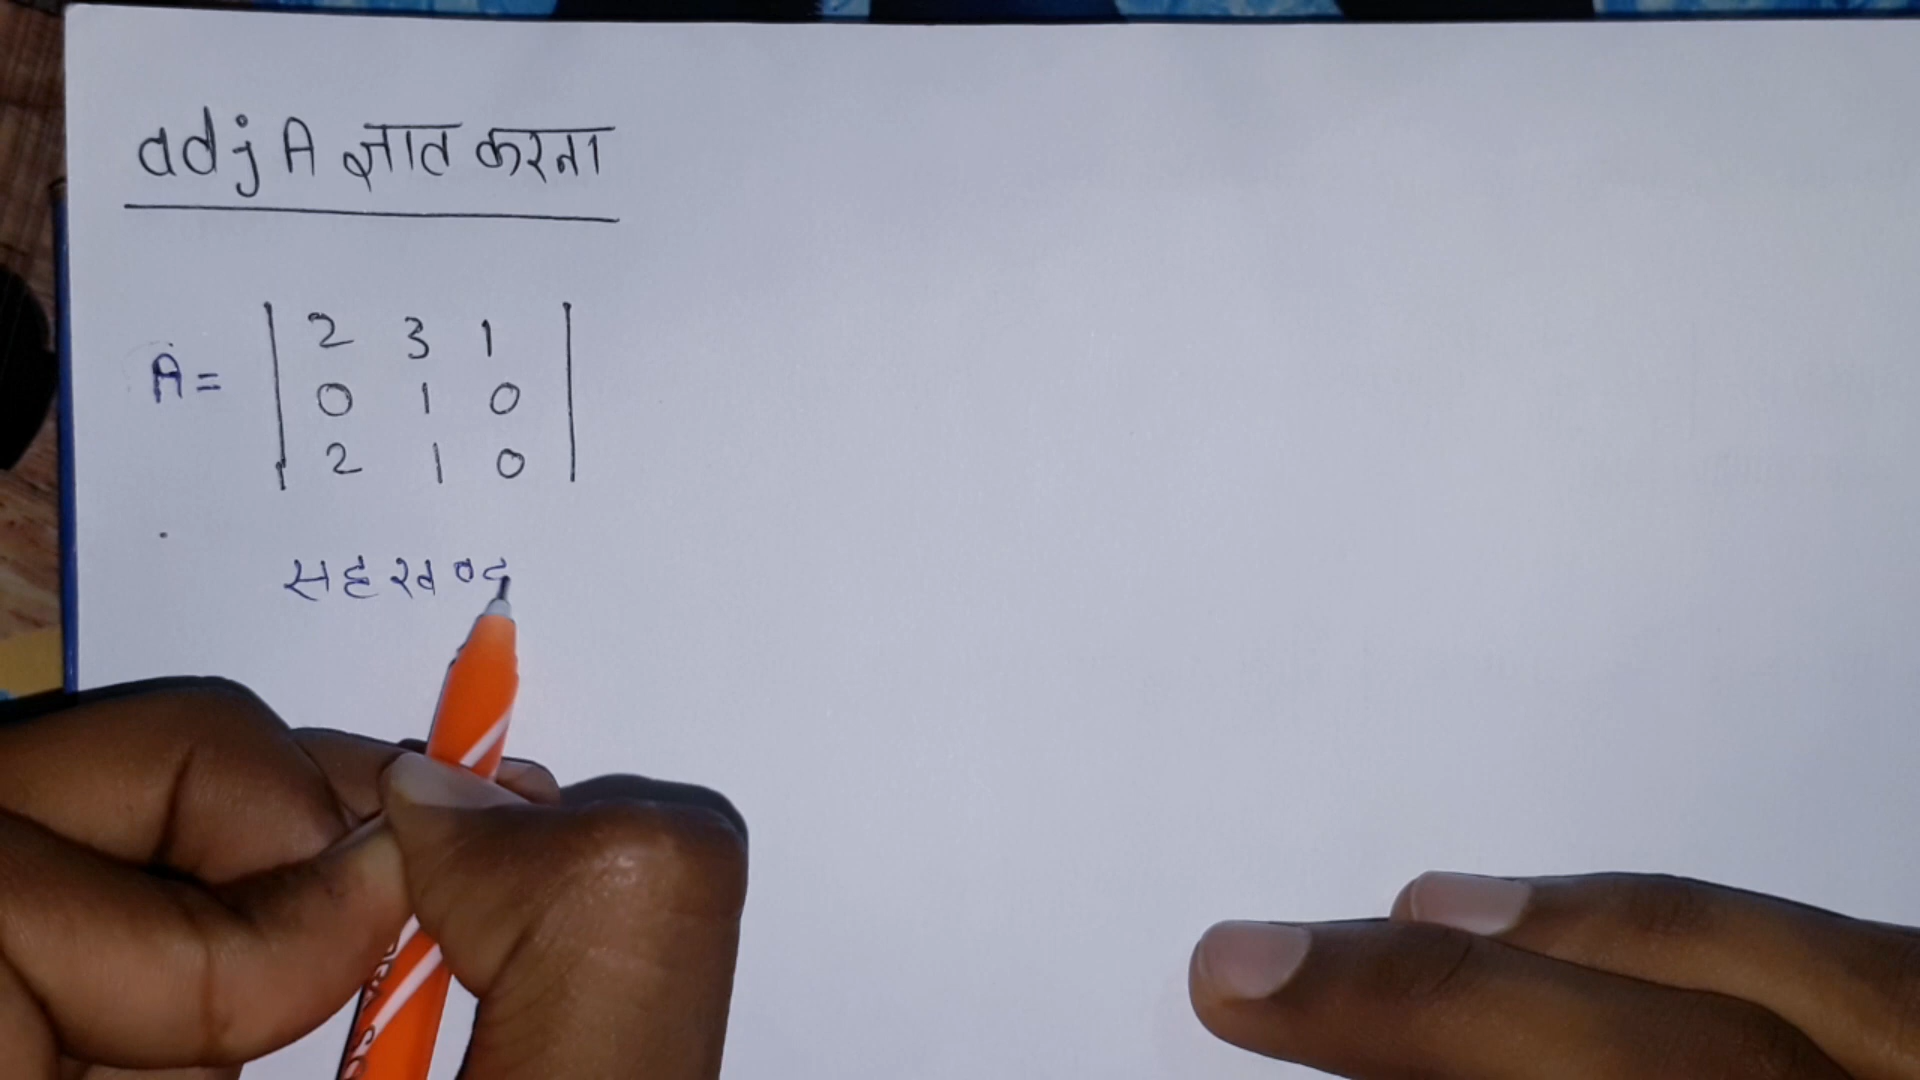 adj A ज्ञात करना
A = | 2 3 1 |
| 0 1 0 |
| 2 1 0 |
सहखण्ड